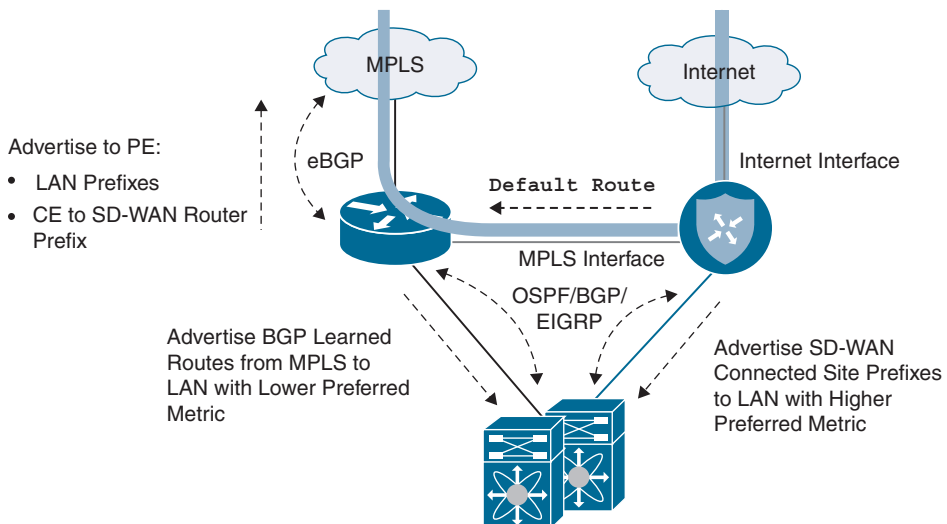 MPLS
Internet
Advertise to PE:
• LAN Prefixes
• CE to SD-WAN Router
Prefix
eBGP
Internet Interface
Default Route
MPLS Interface
OSPF/BGP/
EIGRP
Advertise BGP Learned
Routes from MPLS to
LAN with Lower Preferred
Metric
Advertise SD-WAN
Connected Site Prefixes
to LAN with Higher
Preferred Metric